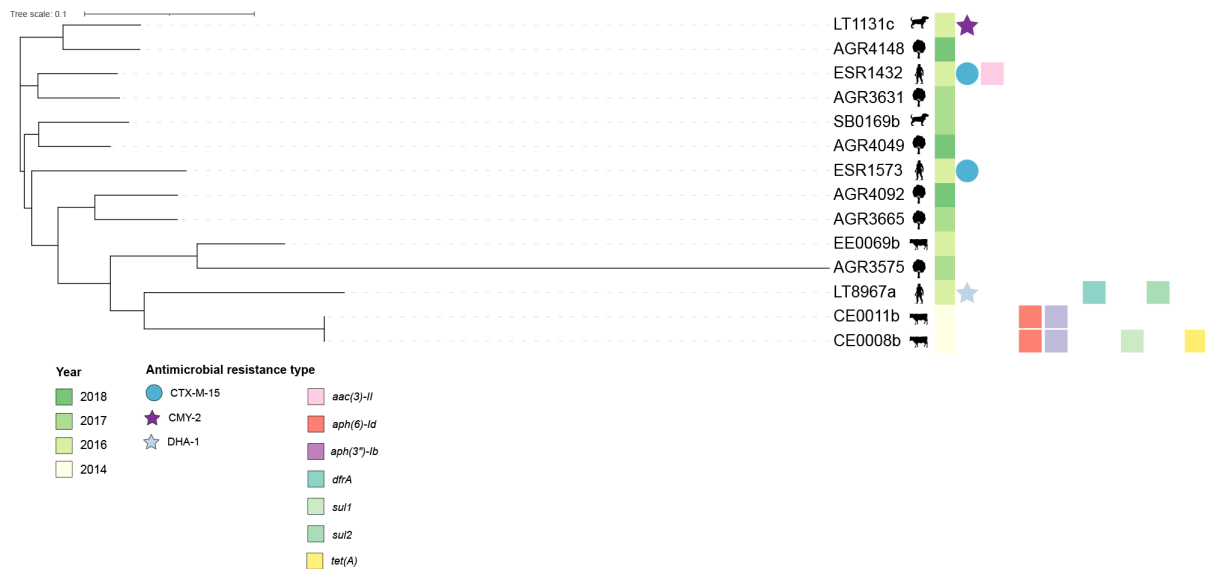 Tree scale: 0.1
LT1131c
AGR4148
ESR1432
AGR3631
SB0169b
AGR4049
ESR1573
AGR4092
AGR3665
EE0069b
AGR3575
LT8967a
CE0011b
CE0008b
Year
2018
2017
2016
2014
Antimicrobial resistance type
CTX-M-15
CMY-2
DHA-1
aac(3)-II
aph(6)-Id
aph(3")-Ib
dfrA
sul1
sul2
tet(A)